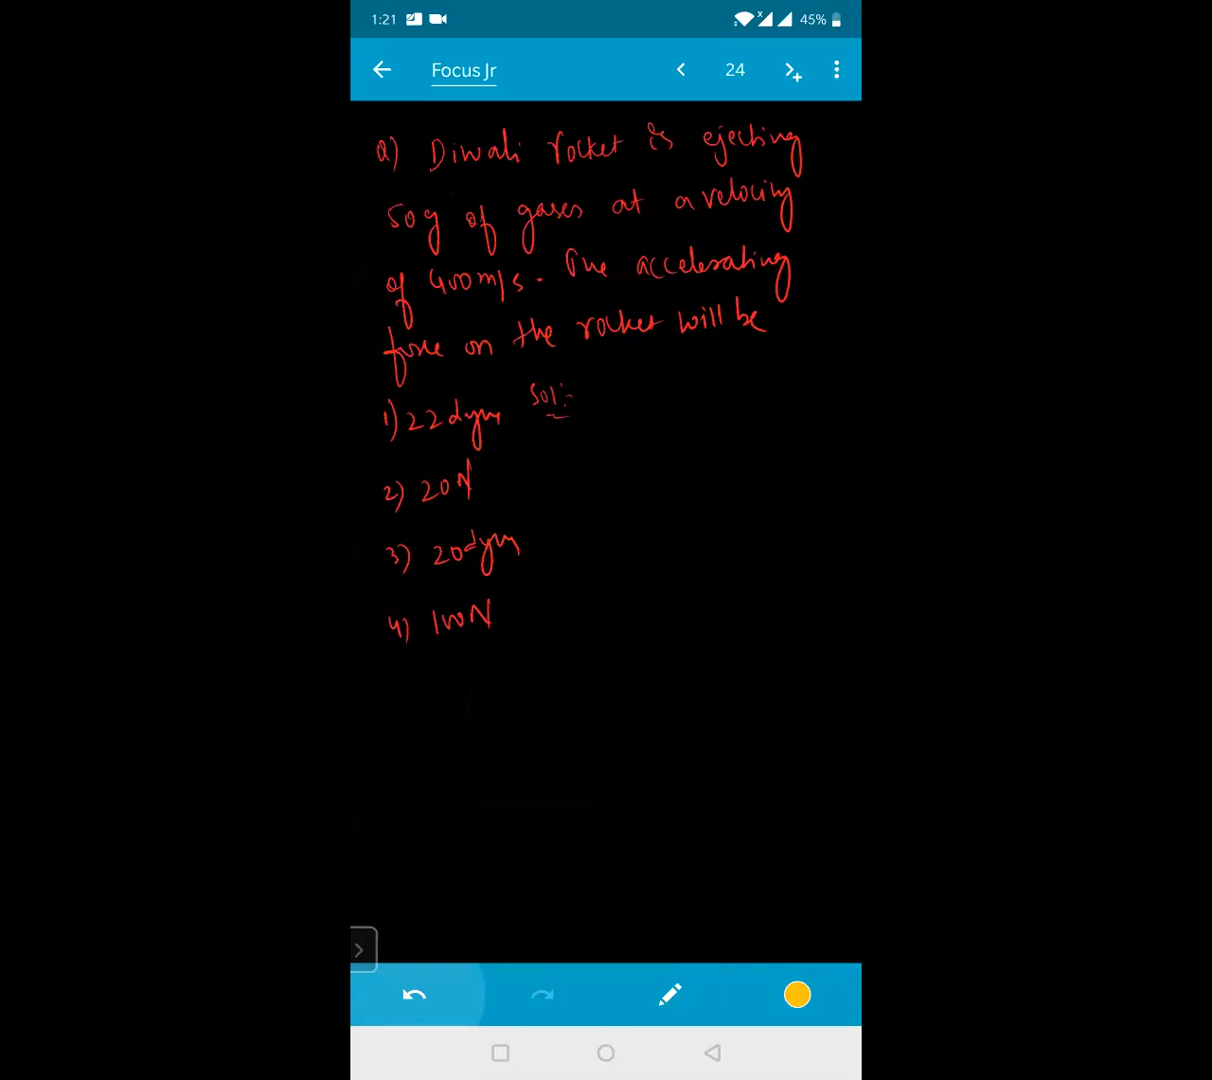 1:21 45%
Focus Jr 24
Q) Diwali rocket is ejecting
50g of gases at a velocity
of 400m/s. The accelerating
force on the rocket will be
1) 22 dyne Sol:-
2) 20N
3) 20 dyne
4) 100N